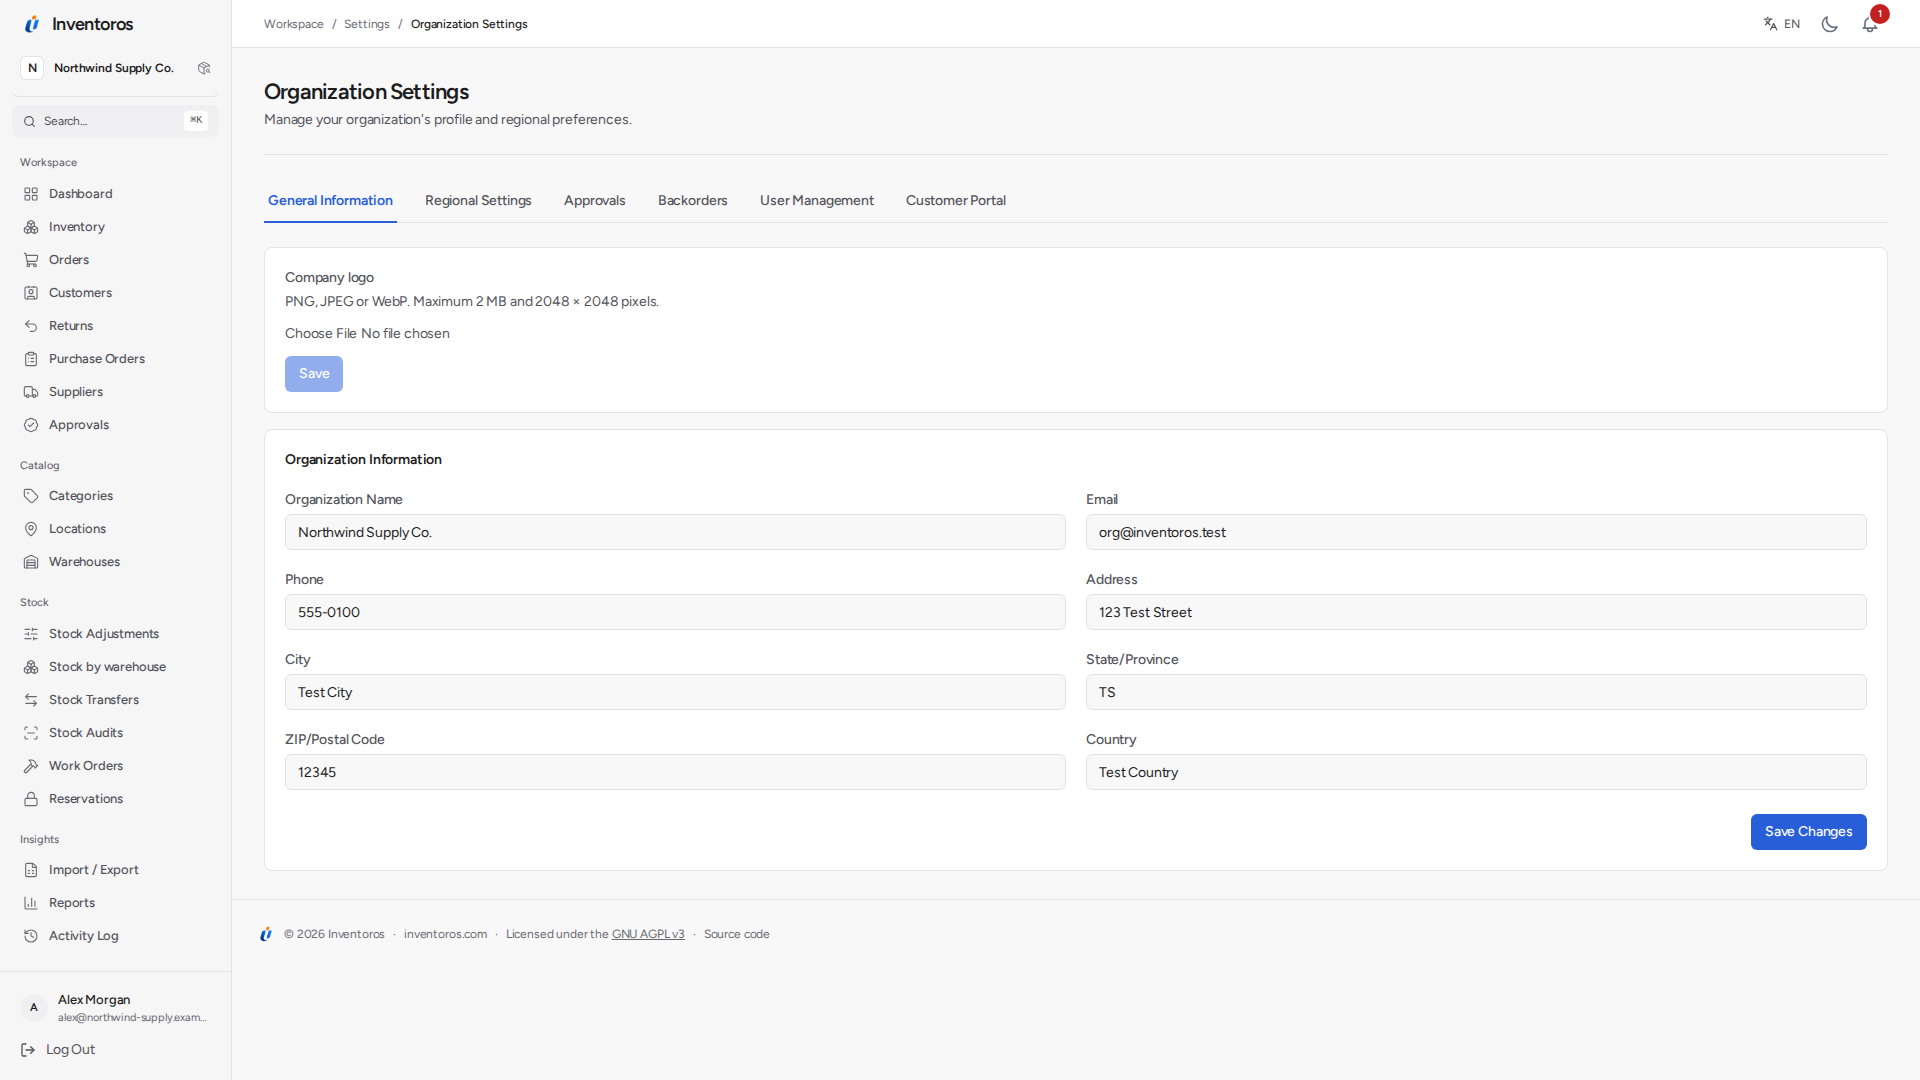 Inventoros
N Northwind Supply Co.
Search... ⌘K
Workspace
Dashboard
Inventory
Orders
Customers
Returns
Purchase Orders
Suppliers
Approvals
Catalog
Categories
Locations
Warehouses
Stock
Stock Adjustments
Stock by warehouse
Stock Transfers
Stock Audits
Work Orders
Reservations
Insights
Import / Export
Reports
Activity Log
A Alex Morgan
alex@northwind-supply.exam...
Log Out
Workspace / Settings / Organization Settings
EN 1
Organization Settings
Manage your organization's profile and regional preferences.
General Information Regional Settings Approvals Backorders User Management Customer Portal
Company logo
PNG, JPEG or WebP. Maximum 2 MB and 2048 × 2048 pixels.
Choose File No file chosen
Save
Organization Information
Organization Name Email
Northwind Supply Co. org@inventoros.test
Phone Address
555-0100 123 Test Street
City State/Province
Test City TS
ZIP/Postal Code Country
12345 Test Country
Save Changes
© 2026 Inventoros · inventoros.com · Licensed under the GNU AGPL v3 · Source code